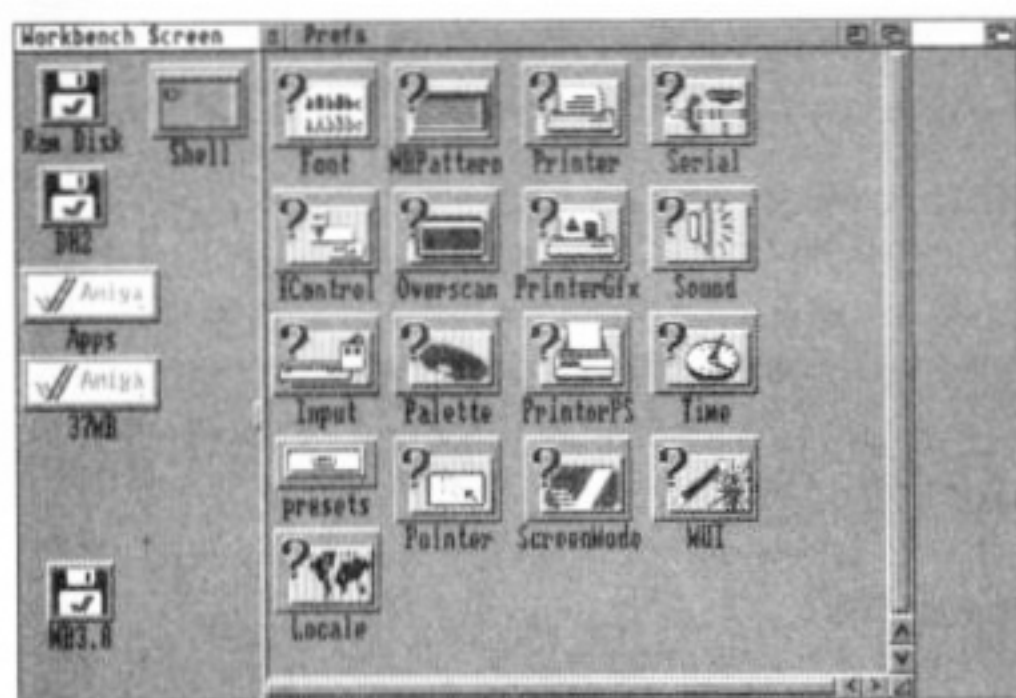 Workbench Screen
Prefs
Ram Disk
Shell
DH2
Amiga
Apps
Amiga
37WB
WB3.0
Font
WBPattern
Printer
Serial
IControl
Overscan
PrinterGfx
Sound
Input
Palette
PrinterPS
Time
presets
Pointer
ScreenMode
MUI
Locale